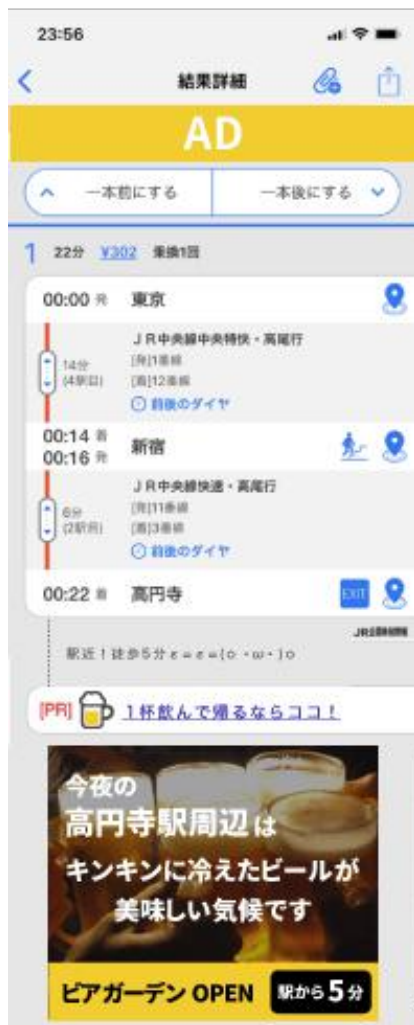 23:56
結果詳細
AD
一本前にする
一本後にする
1 22分 ¥302 乗換1回
00:00 発 東京
JR中央線中央特快・高尾行
14分
[発]1番線
(4駅目)
[着]12番線
前後のダイヤ
00:14 着
00:16 発
新宿
JR中央線快速・高尾行
6分
[発]11番線
(2駅目)
[着]3番線
前後のダイヤ
00:22 着 高円寺 EXIT
駅近！徒歩5分ε=ε=(o・ω・)o
[PR] 1杯飲んで帰るならココ！
今夜の
高円寺駅周辺は
キンキンに冷えたビールが
美味しい気候です
ビアガーデン OPEN 駅から5分